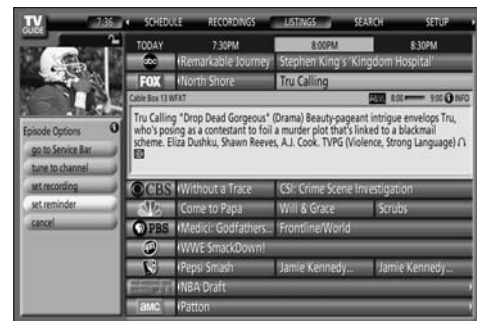 TV
GUIDE
7:36
SCHEDULE RECORDINGS LISTINGS SEARCH SETUP
TODAY 7:30PM 8:00PM 8:30PM
abc Remarkable Journey Stephen King's 'Kingdom Hospital'
FOX North Shore Tru Calling
Cable Box 13 WFXT 8:00 9:00 INFO
Tru Calling "Drop Dead Gorgeous" (Drama) Beauty-pageant intrigue envelops Tru,
who's posing as a contestant to foil a murder plot that's linked to a blackmail
scheme. Eliza Dushku, Shawn Reeves, A.J. Cook. TVPG (Violence, Strong Language)
Episode Options
go to Service Bar
tune to channel
set recording
set reminder
cancel
CBS Without a Trace CSI: Crime Scene Investigation
Come to Papa Will & Grace Scrubs
PBS Medici: Godfathers... Frontline/World
WWE SmackDown!
Pepsi Smash Jamie Kennedy... Jamie Kennedy...
NBA Draft
amc Patton